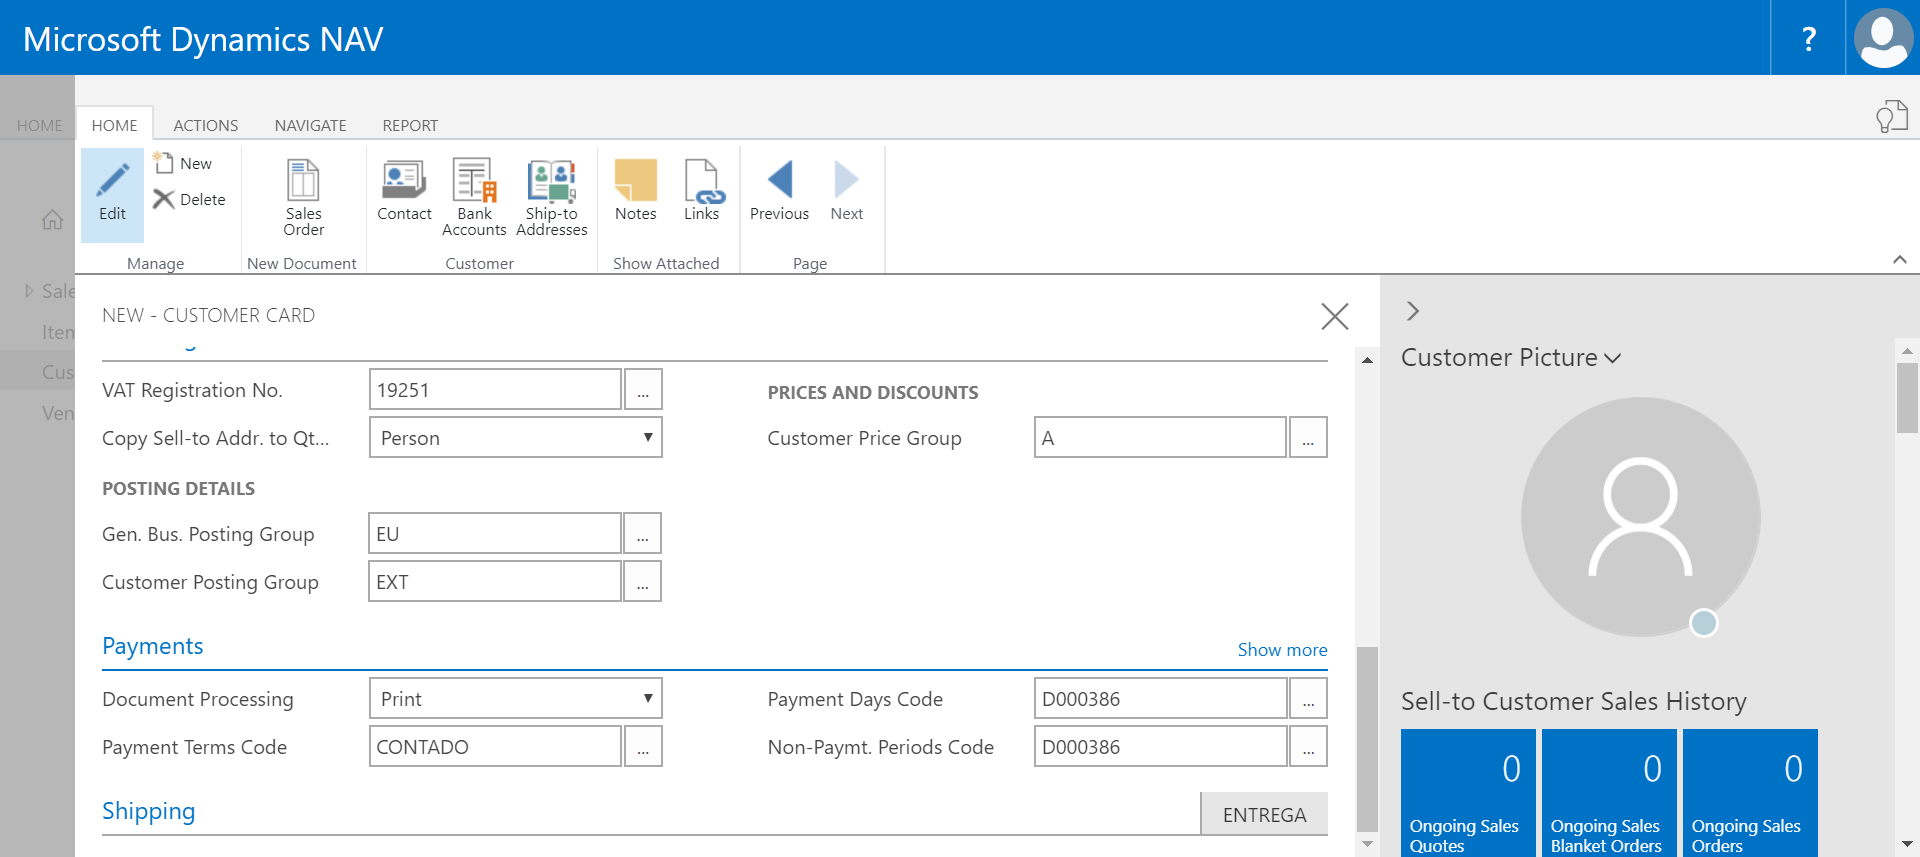 Microsoft Dynamics NAV
?
HOME
HOME
ACTIONS
NAVIGATE
REPORT
Edit
New
Delete
Manage
Sales
Order
New Document
Contact
Bank
Accounts
Ship-to
Addresses
Customer
Notes
Links
Show Attached
Previous
Next
Page
Sale
Item
Cus
Ven
NEW - CUSTOMER CARD
VAT Registration No.
19251
...
Copy Sell-to Addr. to Qt...
Person
PRICES AND DISCOUNTS
Customer Price Group
A
...
POSTING DETAILS
Gen. Bus. Posting Group
EU
...
Customer Posting Group
EXT
...
Payments
Show more
Document Processing
Print
Payment Days Code
D000386
...
Payment Terms Code
CONTADO
...
Non-Paymt. Periods Code
D000386
...
Shipping
ENTREGA
Customer Picture
Sell-to Customer Sales History
0
Ongoing Sales
Quotes
0
Ongoing Sales
Blanket Orders
0
Ongoing Sales
Orders